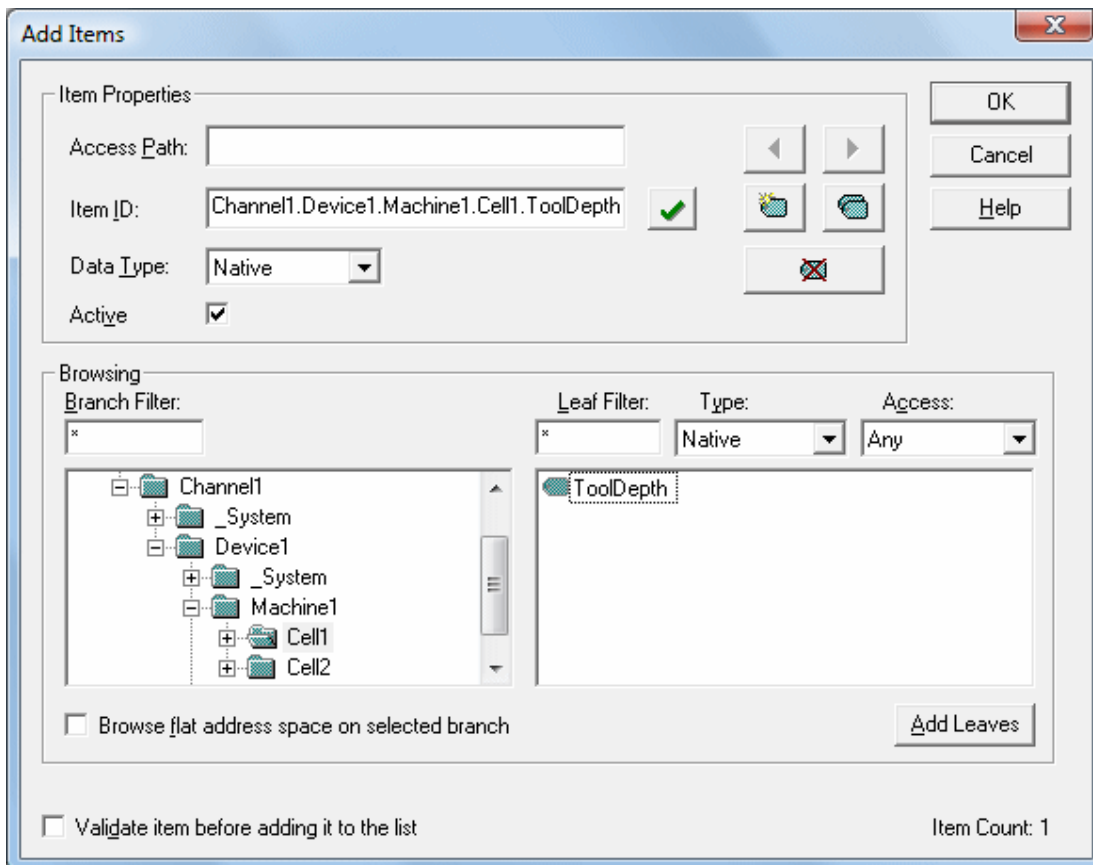 Add Items
Item Properties
Access Path:
OK
Cancel
Item ID: Channel1.Device1.Machine1.Cell1.ToolDepth
Help
Data Type: Native
Active
Browsing
Branch Filter: Leaf Filter: Type: Access:
* * Native Any
Channel1 ToolDepth
_System
Device1
_System
Machine1
Cell1
Cell2
Browse flat address space on selected branch Add Leaves
Validate item before adding it to the list Item Count: 1